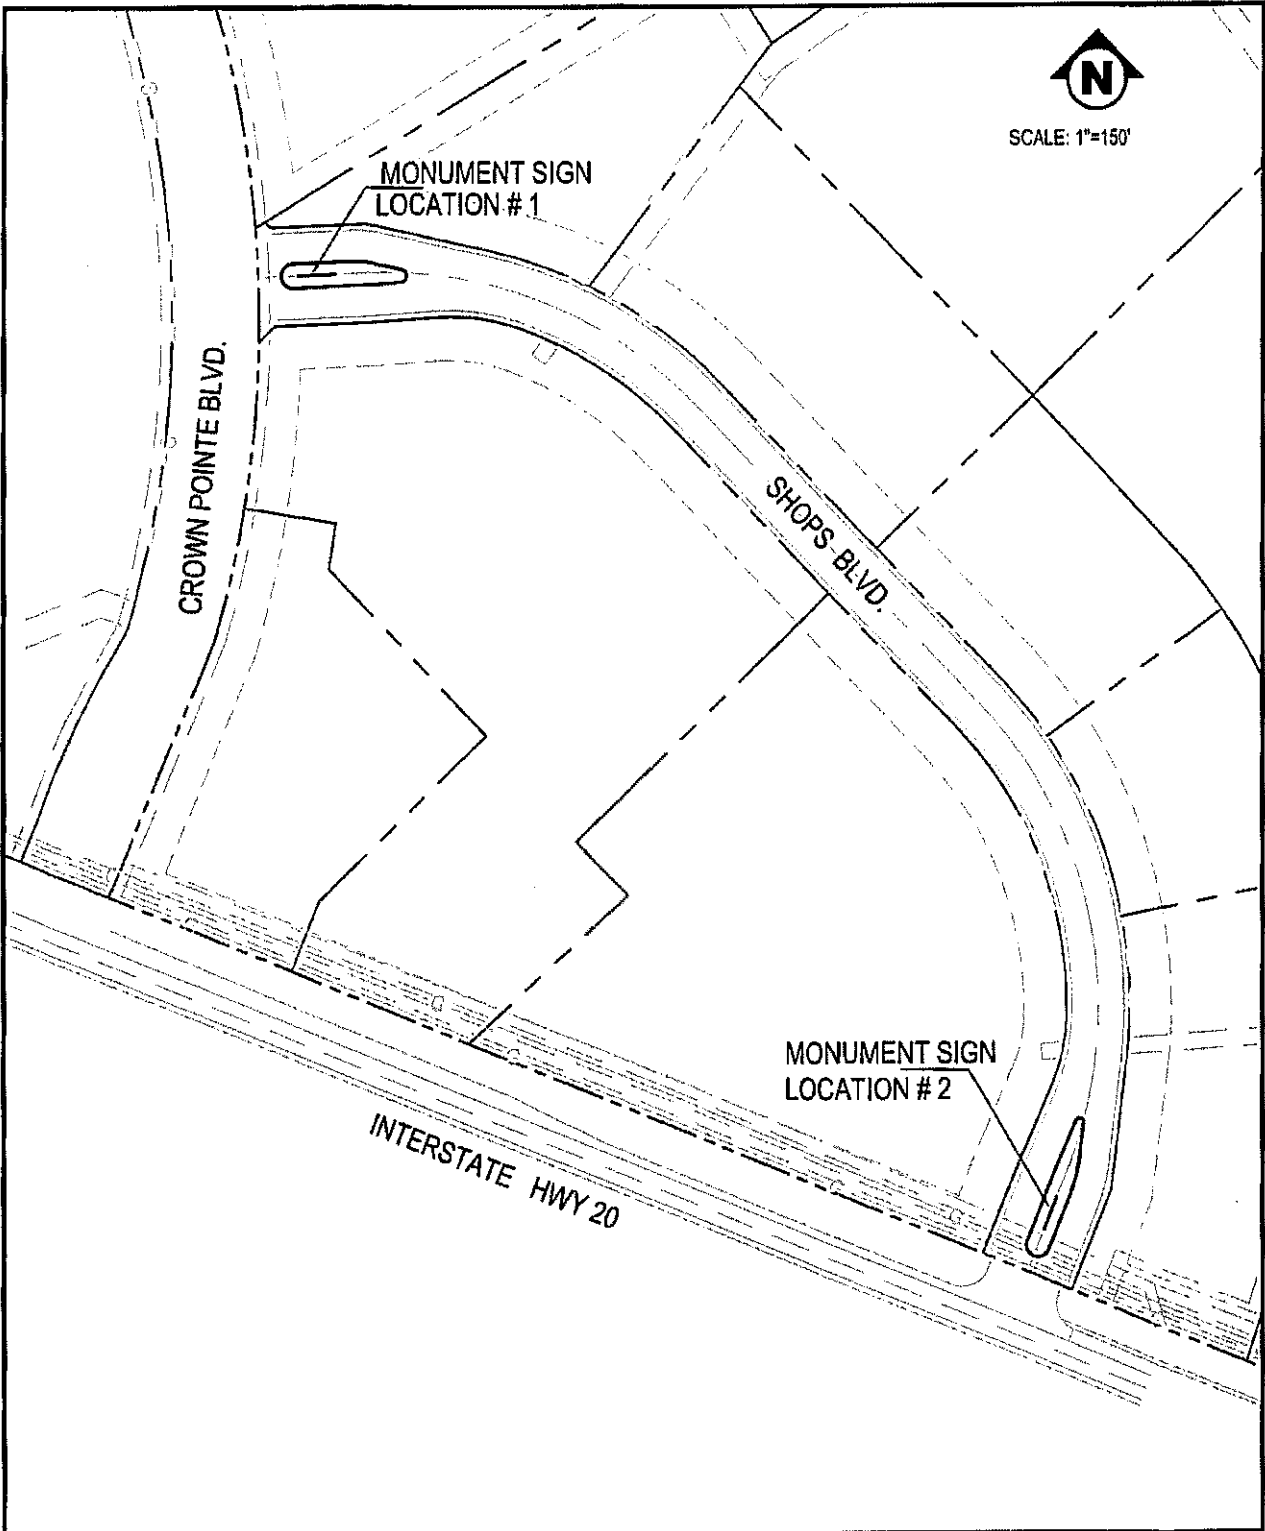 N
SCALE: 1"=150'
MONUMENT SIGN
LOCATION # 1
CROWN POINTE BLVD.
SHOPS BLVD.
MONUMENT SIGN
LOCATION # 2
INTERSTATE HWY 20